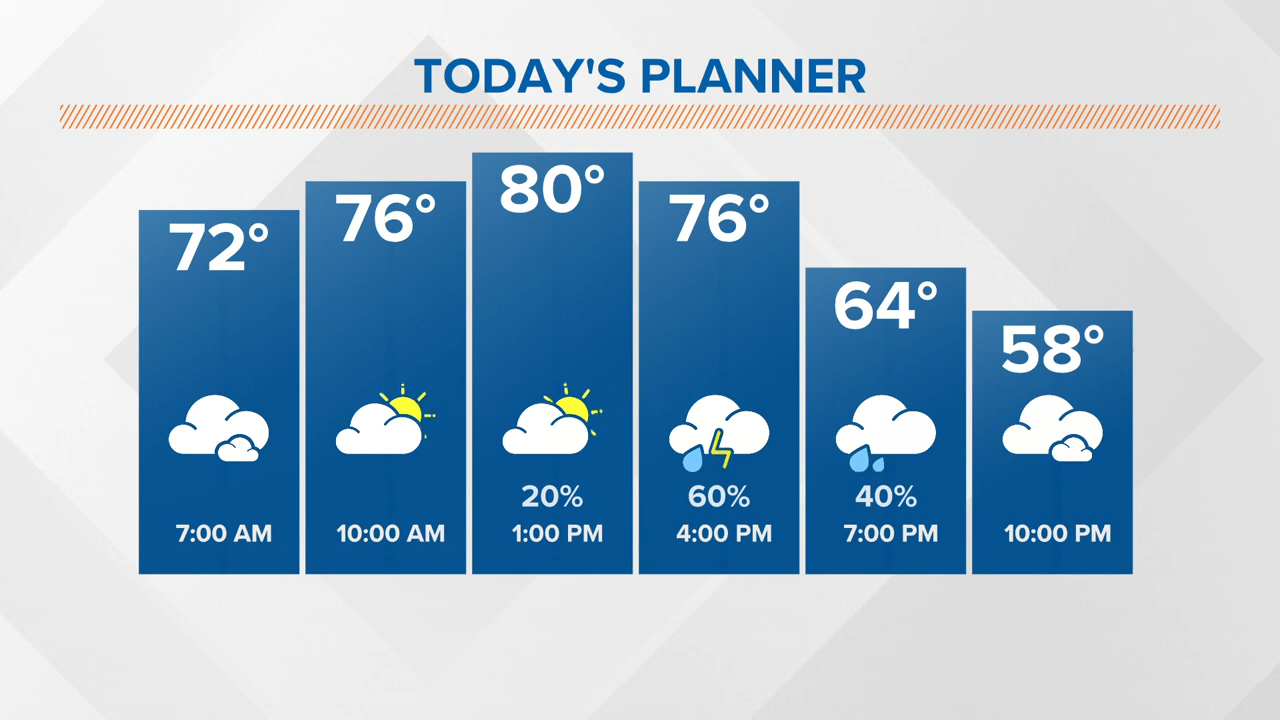 TODAY'S PLANNER
72°
76°
80°
76°
64°
58°
20%
60%
40%
7:00 AM
10:00 AM
1:00 PM
4:00 PM
7:00 PM
10:00 PM